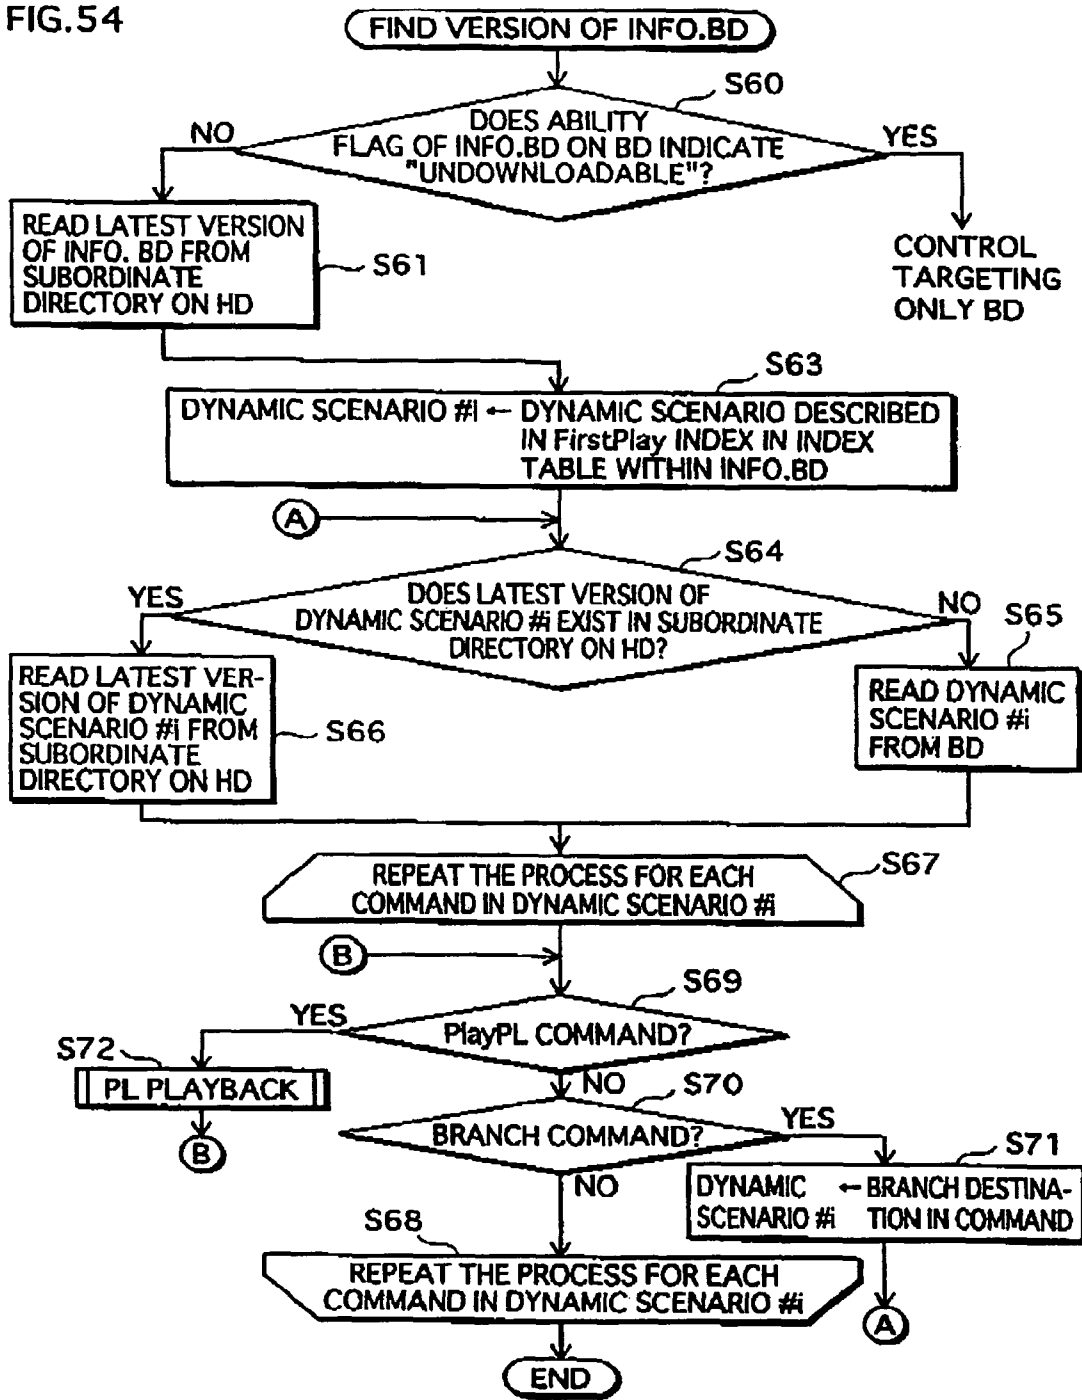 FIG.54
FIND VERSION OF INFO.BD
S60
DOES ABILITY
FLAG OF INFO.BD ON BD INDICATE
"UNDOWNLOADABLE"?
NO
YES
READ LATEST VERSION
OF INFO. BD FROM
SUBORDINATE
DIRECTORY ON HD
S61
CONTROL
TARGETING
ONLY BD
S63
DYNAMIC SCENARIO #i ← DYNAMIC SCENARIO DESCRIBED
IN FirstPlay INDEX IN INDEX
TABLE WITHIN INFO.BD
A
S64
DOES LATEST VERSION OF
DYNAMIC SCENARIO #i EXIST IN SUBORDINATE
DIRECTORY ON HD?
YES
NO
S65
READ LATEST VER-
SION OF DYNAMIC
SCENARIO #i FROM
SUBORDINATE
DIRECTORY ON HD
S66
READ DYNAMIC
SCENARIO #i
FROM BD
S67
REPEAT THE PROCESS FOR EACH
COMMAND IN DYNAMIC SCENARIO #i
B
S69
PlayPL COMMAND?
YES
NO
S72
PL PLAYBACK
B
S70
BRANCH COMMAND?
YES
NO
S71
DYNAMIC ← BRANCH DESTINA-
SCENARIO #i TION IN COMMAND
A
S68
REPEAT THE PROCESS FOR EACH
COMMAND IN DYNAMIC SCENARIO #i
END